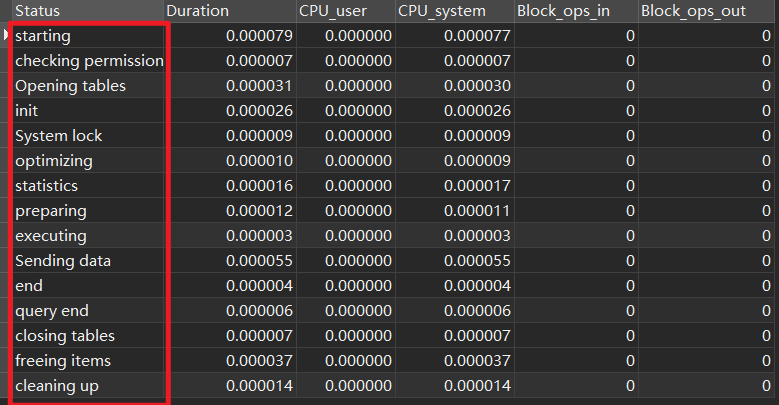 Status Duration CPU_user CPU_system Block_ops_in Block_ops_out
starting 0.000079 0.000000 0.000077 0 0
checking permission 0.000007 0.000000 0.000007 0 0
Opening tables 0.000031 0.000000 0.000030 0 0
init 0.000026 0.000000 0.000026 0 0
System lock 0.000009 0.000000 0.000009 0 0
optimizing 0.000010 0.000000 0.000009 0 0
statistics 0.000016 0.000000 0.000017 0 0
preparing 0.000012 0.000000 0.000011 0 0
executing 0.000003 0.000000 0.000003 0 0
Sending data 0.000055 0.000000 0.000055 0 0
end 0.000004 0.000000 0.000004 0 0
query end 0.000006 0.000000 0.000006 0 0
closing tables 0.000007 0.000000 0.000007 0 0
freeing items 0.000037 0.000000 0.000037 0 0
cleaning up 0.000014 0.000000 0.000014 0 0